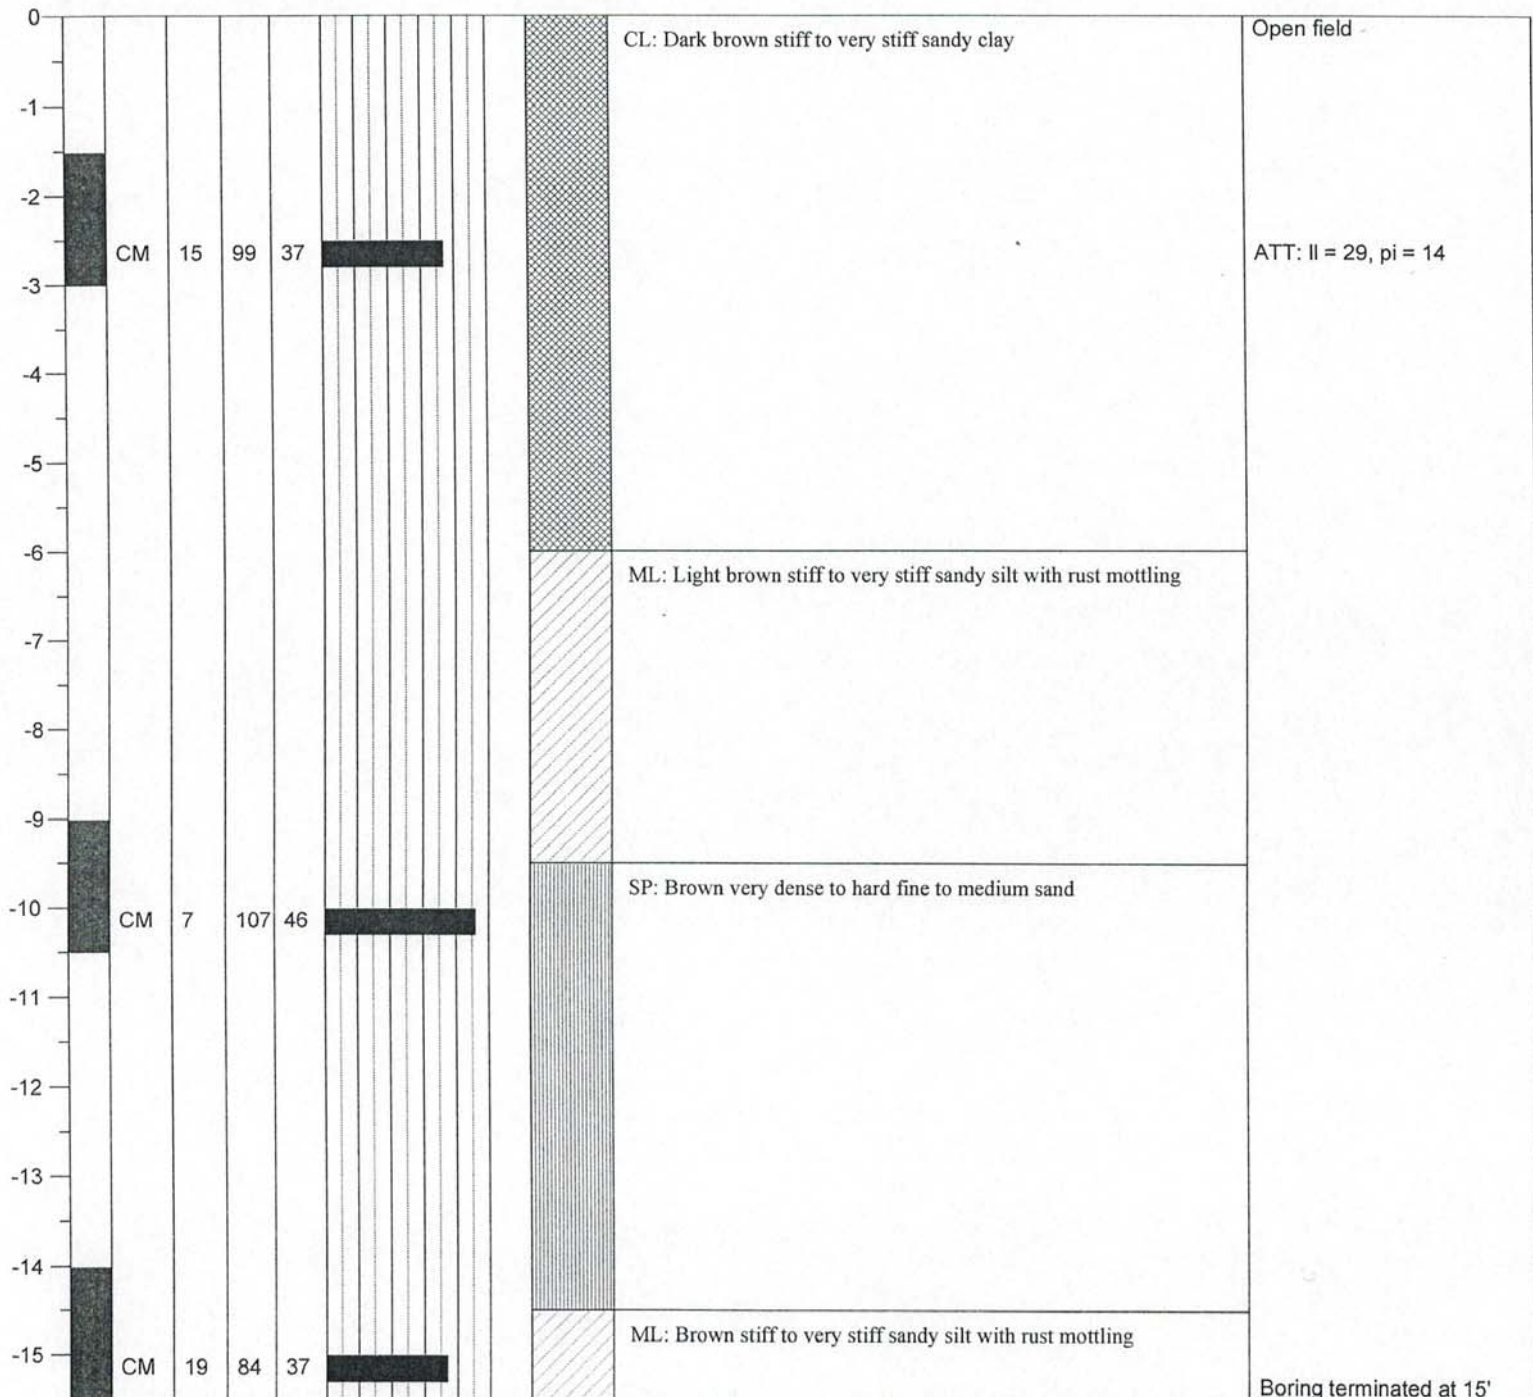 0
CL: Dark brown stiff to very stiff sandy clay
Open field
-1
-2
CM 15 99 37
ATT: ll = 29, pi = 14
-3
-4
-5
-6
ML: Light brown stiff to very stiff sandy silt with rust mottling
-7
-8
-9
SP: Brown very dense to hard fine to medium sand
-10
CM 7 107 46
-11
-12
-13
-14
ML: Brown stiff to very stiff sandy silt with rust mottling
-15
CM 19 84 37
Boring terminated at 15'